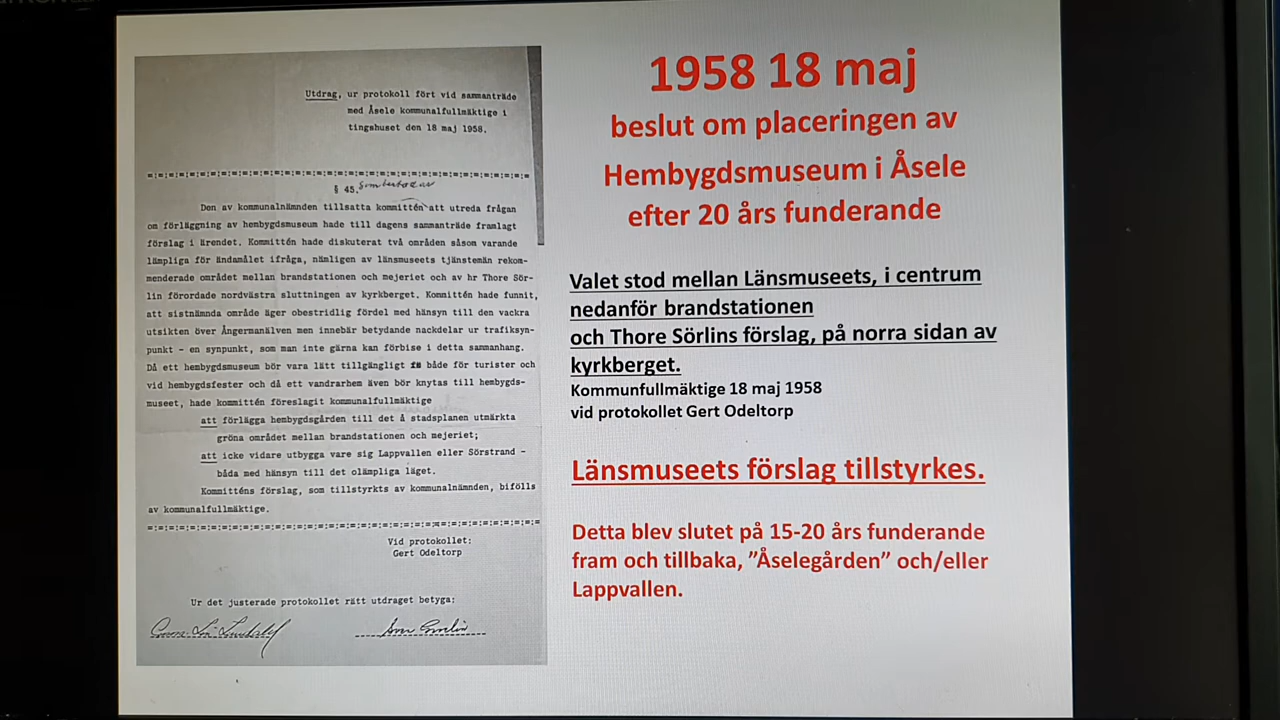 Utdrag, ur protokoll fört vid sammanträde
med Åsele kommunalfullmäktige i
tingshuset den 18 maj 1958.
§ 45.
Den av kommunalnämnden tillsatta kommittén att utreda frågan
om förläggning av hembygdsmuseum hade till dagens sammanträde framlagt
förslag i ärendet. Kommittén hade diskuterat två områden såsom varande
lämpliga för ändamålet ifråga, nämligen av länsmuseets tjänstemän rekom-
menderade området mellan brandstationen och mejeriet och av hr Thore Sör-
lin förordade nordvästra sluttningen av kyrkberget. Kommittén hade funnit,
att sistnämnda område äger obestridlig fördel med hänsyn till den vackra
utsikten över Ångermanälven men innebär betydande nackdelar ur trafiksyn-
punkt - en synpunkt, som man inte gärna kan förbise i detta sammanhang.
Då ett hembygdsmuseum bör vara lätt tillgängligt både för turister och
vid hembygdsfester och då ett vandrarhem även bör knytas till hembygds-
museet, hade kommittén föreslagit kommunalfullmäktige
att förlägga hembygdsgården till det å stadsplanen utmärkta
gröna området mellan brandstationen och mejeriet;
att icke vidare utbygga vare sig Lappvallen eller Sörstrand -
båda med hänsyn till det olämpliga läget.
Kommitténs förslag, som tillstyrkts av kommunalnämnden, bifölls
av kommunalfullmäktige.
Vid protokollet:
Gert Odeltorp
Ur det justerade protokollet rätt utdraget betyga:
1958 18 maj
beslut om placeringen av
Hembygdsmuseum i Åsele
efter 20 års funderande
Valet stod mellan Länsmuseets, i centrum
nedanför brandstationen
och Thore Sörlins förslag, på norra sidan av
kyrkberget.
Kommunfullmäktige 18 maj 1958
vid protokollet Gert Odeltorp
Länsmuseets förslag tillstyrkes.
Detta blev slutet på 15-20 års funderande
fram och tillbaka, ”Åselegården” och/eller
Lappvallen.